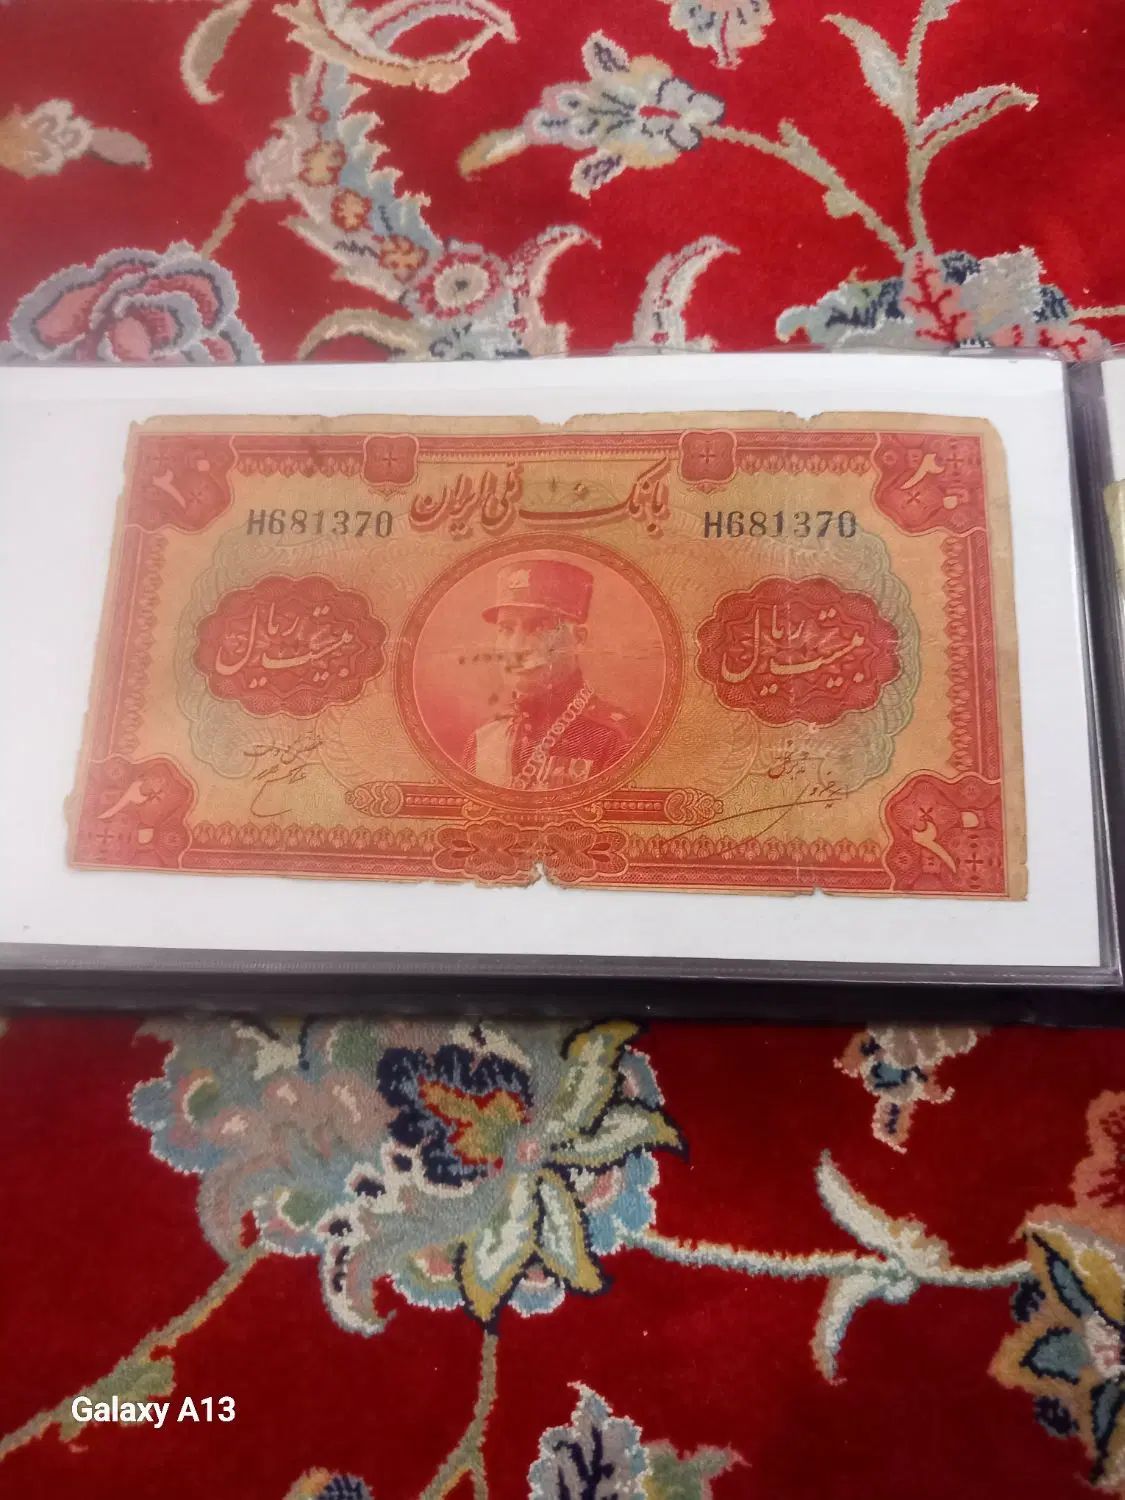 ۲۰ ۲۰
بانک ملی ایران
H681370 H681370
بیست ریال بیست ریال
۲۰ ۲۰
Galaxy A13